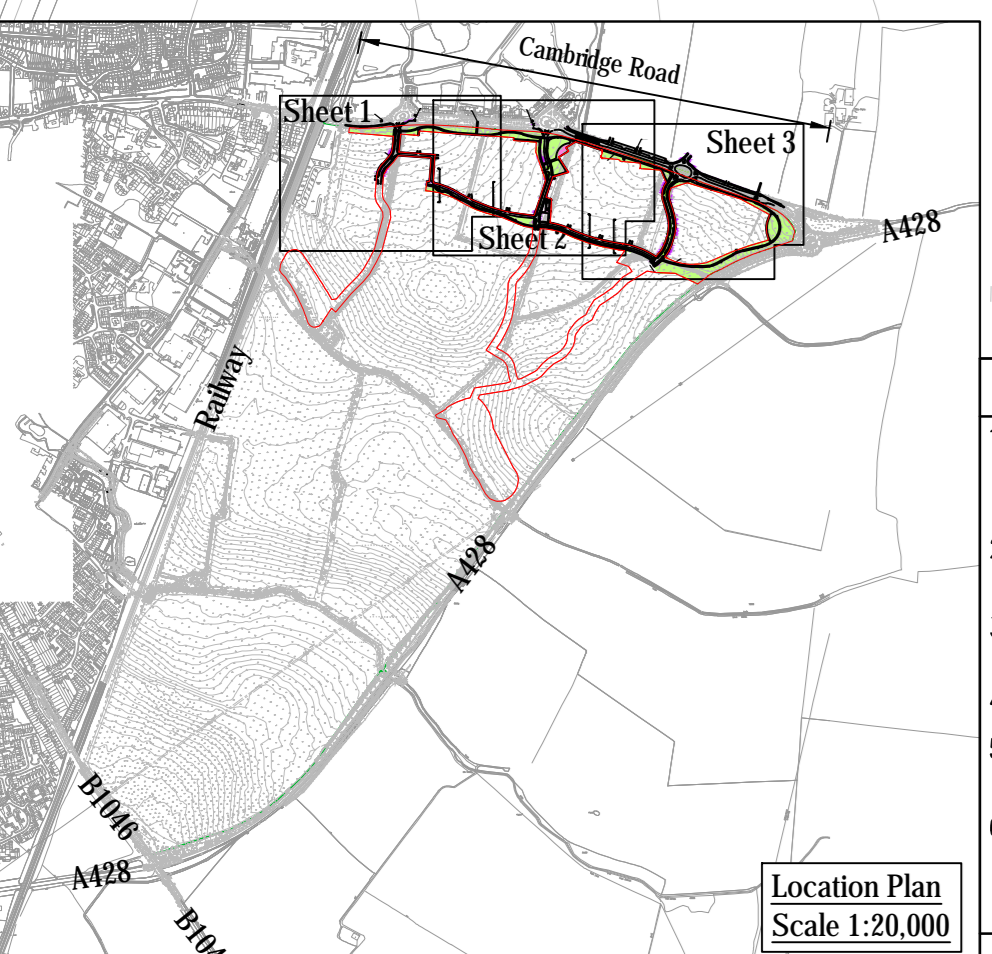 Cambridge Road
Sheet 1
Sheet 3
Sheet 2
A428
Railway
A428
B1046
A428
Location Plan
Scale 1:20,000